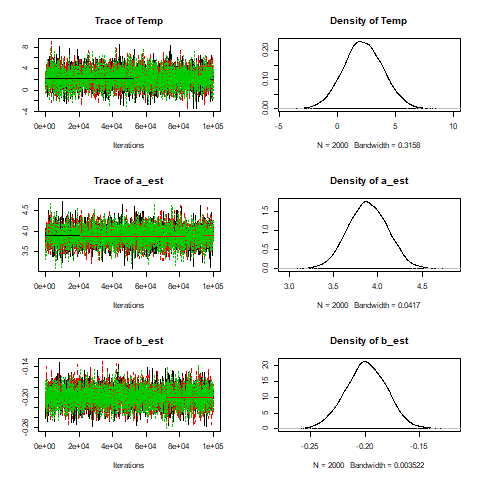 Trace of Temp
8
4
0
-4
0e+00 2e+04 4e+04 6e+04 8e+04 1e+05
Iterations
Density of Temp
0.20
0.10
0.00
-5 0 5 10
N = 2000 Bandwidth = 0.3158
Trace of a_est
4.5
4.0
3.5
0e+00 2e+04 4e+04 6e+04 8e+04 1e+05
Iterations
Density of a_est
1.5
1.0
0.5
0.0
3.0 3.5 4.0 4.5
N = 2000 Bandwidth = 0.0417
Trace of b_est
-0.14
-0.20
-0.26
0e+00 2e+04 4e+04 6e+04 8e+04 1e+05
Iterations
Density of b_est
20
15
10
5
0
-0.25 -0.20 -0.15
N = 2000 Bandwidth = 0.003522